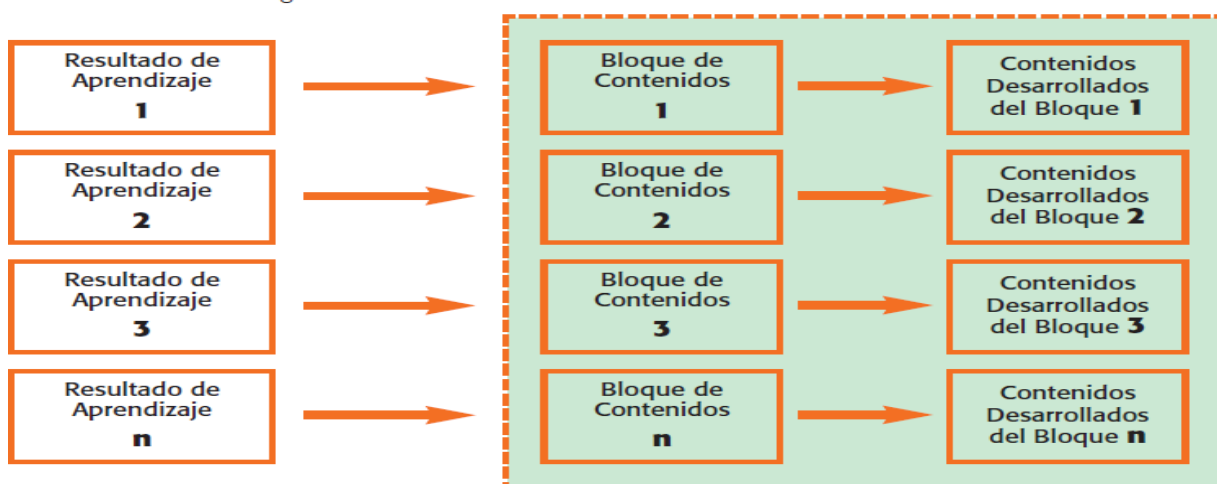 Resultado de
Aprendizaje
1
Bloque de
Contenidos
1
Contenidos
Desarrollados
del Bloque 1
Resultado de
Aprendizaje
2
Bloque de
Contenidos
2
Contenidos
Desarrollados
del Bloque 2
Resultado de
Aprendizaje
3
Bloque de
Contenidos
3
Contenidos
Desarrollados
del Bloque 3
Resultado de
Aprendizaje
n
Bloque de
Contenidos
n
Contenidos
Desarrollados
del Bloque n